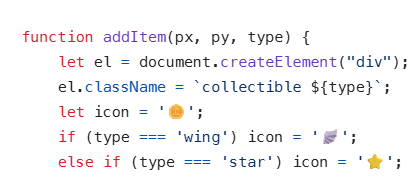 function addItem(px, py, type) {
    let el = document.createElement("div");
    el.className = `collectible ${type}`;
    let icon = '🪙';
    if (type === 'wing') icon = '🪽';
    else if (type === 'star') icon = '⭐';